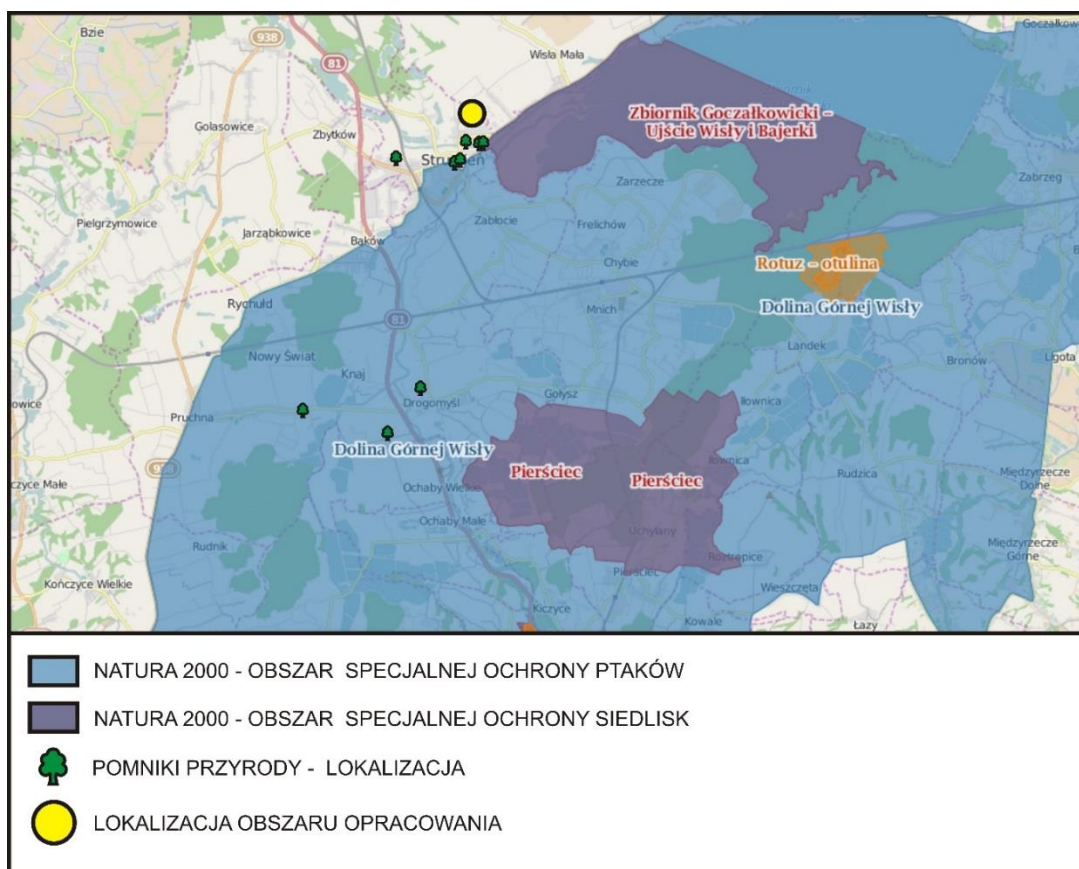 Bzie
938
81
Wisła Mała
Goczałkow
Golasowice
Zbytków
Zbiornik Goczałkowicki –
Ujście Wisły i Bajerki
Zarzecze
Zabrzeg
Pielgrzymowice
Zabłocie
Frelichów
Jarząbkowice
Bąków
Chybie
Rotuz – otulina
Rychułd
Mnich
Dolina Górnej Wisły
81
Landek
Nowy Świat
Bronów
Ligota
Knaj
Drogomyśl
Gołysz
Iłownica
Pruchna
Dolina Górnej Wisły
Iłownica
Pierściec
Pierściec
Rudzica
Międzyrzecze
Dolne
Ochaby Wielkie
Ochaby Małe
Uchylany
Rudnik
Roztropice
Międzyrzecze
Górne
Kończyce Wielkie
Pierściec
Wieszczęta
Kiczyce
Kowale
Łazy
NATURA 2000 - OBSZAR SPECJALNEJ OCHRONY PTAKÓW
NATURA 2000 - OBSZAR SPECJALNEJ OCHRONY SIEDLISK
POMNIKI PRZYRODY - LOKALIZACJA
LOKALIZACJA OBSZARU OPRACOWANIA